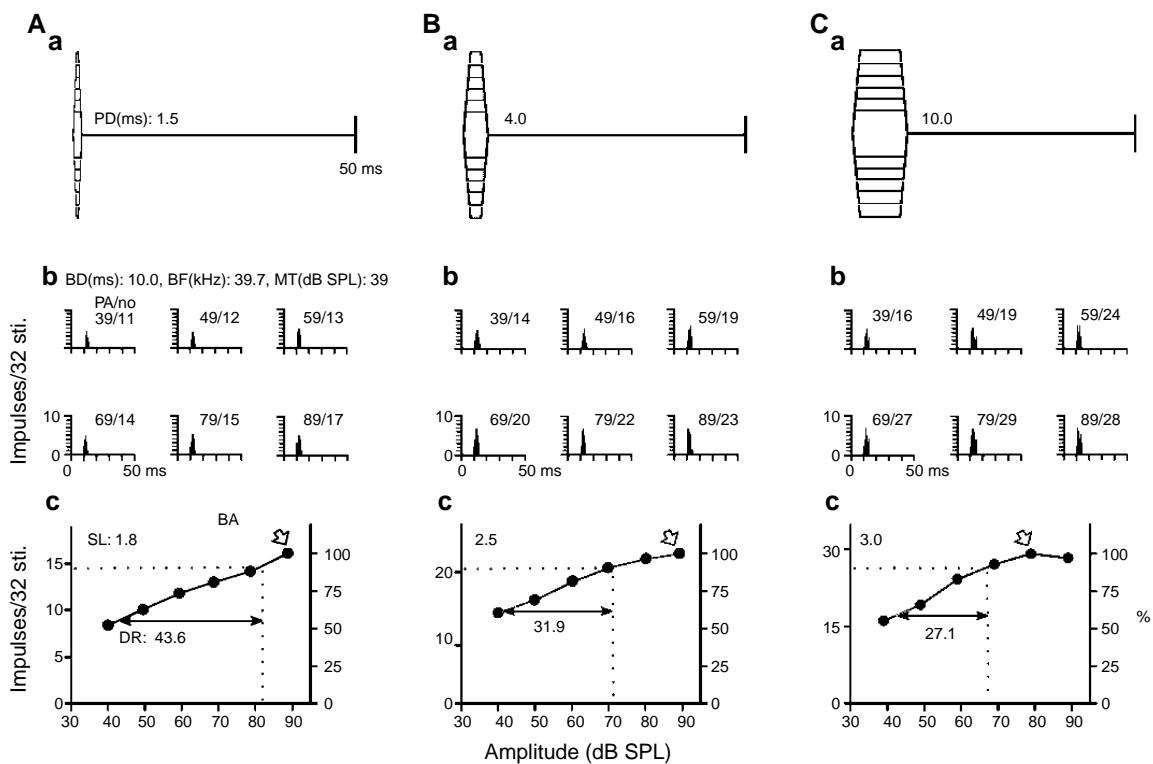 A B C
a a a
PD(ms): 1.5 4.0 10.0
50 ms
b BD(ms): 10.0, BF(kHz): 39.7, MT(dB SPL): 39 b b
PA/no
39/11 49/12 59/13 39/14 49/16 59/19 39/16 49/19 59/24
Impulses/32 sti.
10 69/14 79/15 89/17 10 69/20 79/22 89/23 10 69/27 79/29 89/28
0 0 0
0 50 ms 0 50 ms 0 50 ms
c c c
BA
SL: 1.8 2.5 3.0
Impulses/32 sti.
15 10 5 0
100 75 50 25 0
DR: 43.6
20 10 0
100 75 50 25 0
31.9
30 15 0
100 75 50 25 0
27.1
%
30 40 50 60 70 80 90 30 40 50 60 70 80 90 30 40 50 60 70 80 90
Amplitude (dB SPL)